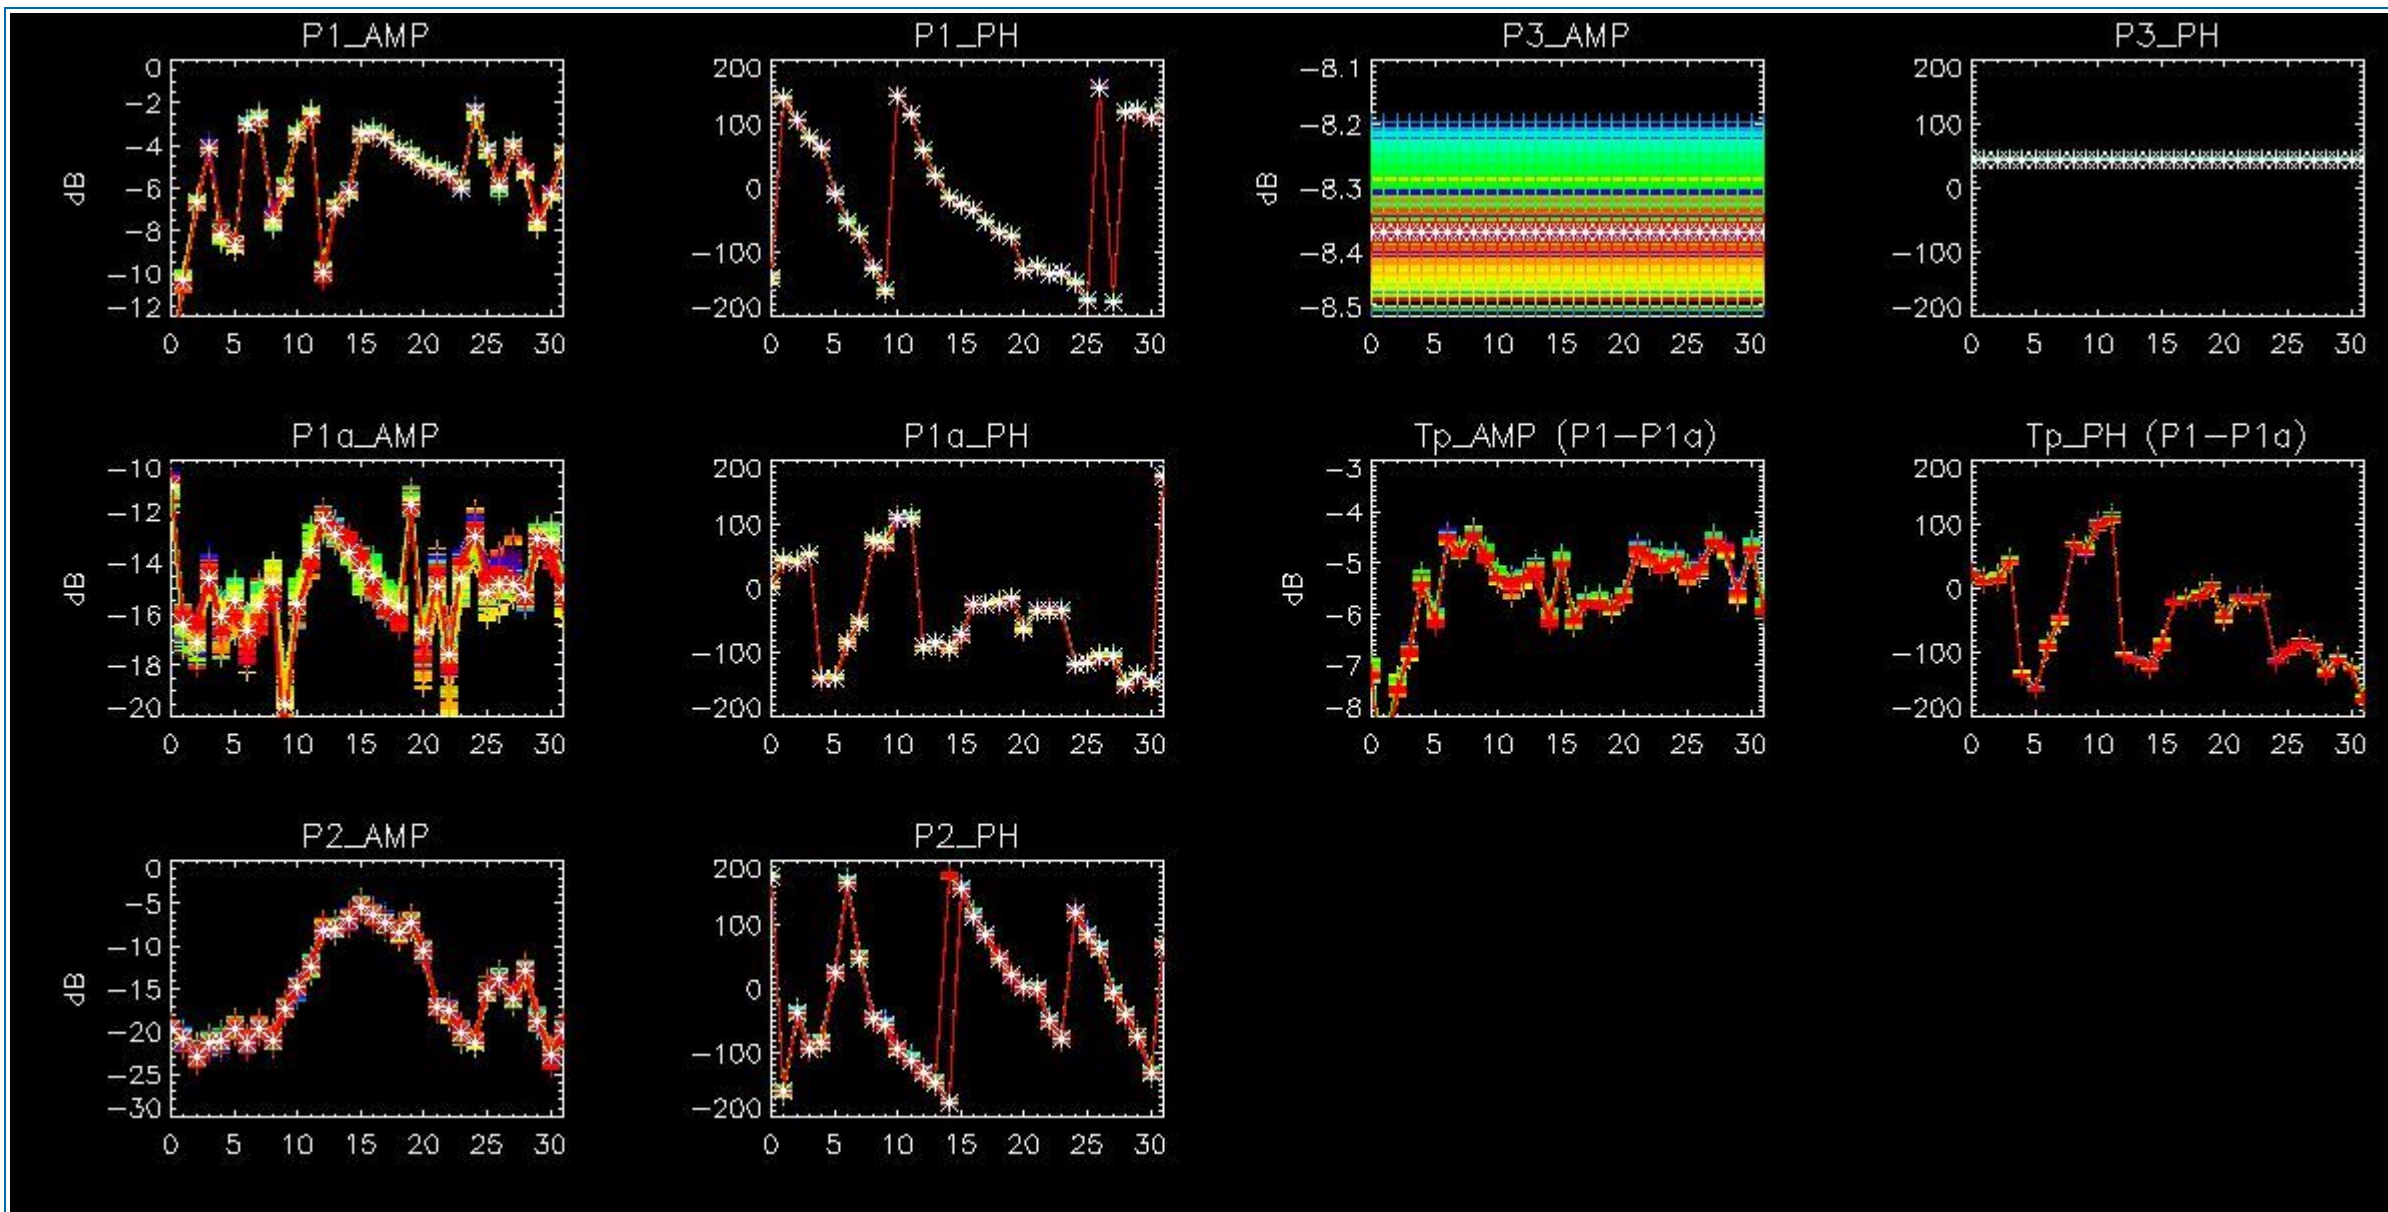 P1_AMP P1_PH P3_AMP P3_PH
0 200 -8.1 200
-2 100 -8.2 100
-4 0 -8.3 0
-6 -100 -8.4 -100
-8 -200 -8.5 -200
-10
-12
dB dB
0 5 10 15 20 25 30 0 5 10 15 20 25 30 0 5 10 15 20 25 30 0 5 10 15 20 25 30
P1a_AMP P1a_PH Tp_AMP (P1-P1a) Tp_PH (P1-P1a)
-10 200 -3 200
-12 100 -4 100
-14 0 -5 0
-16 -100 -6 -100
-18 -200 -7 -200
-20 -8
dB dB
0 5 10 15 20 25 30 0 5 10 15 20 25 30 0 5 10 15 20 25 30 0 5 10 15 20 25 30
P2_AMP P2_PH
0 200
-5 100
-10 0
-15 -100
-20 -200
-25
-30
dB
0 5 10 15 20 25 30 0 5 10 15 20 25 30